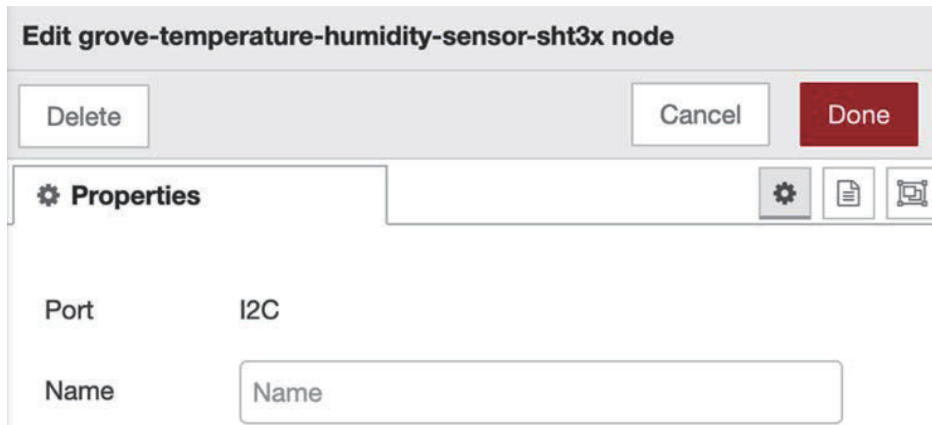 Edit grove-temperature-humidity-sensor-sht3x node
Delete Cancel Done
Properties
Port I2C
Name Name